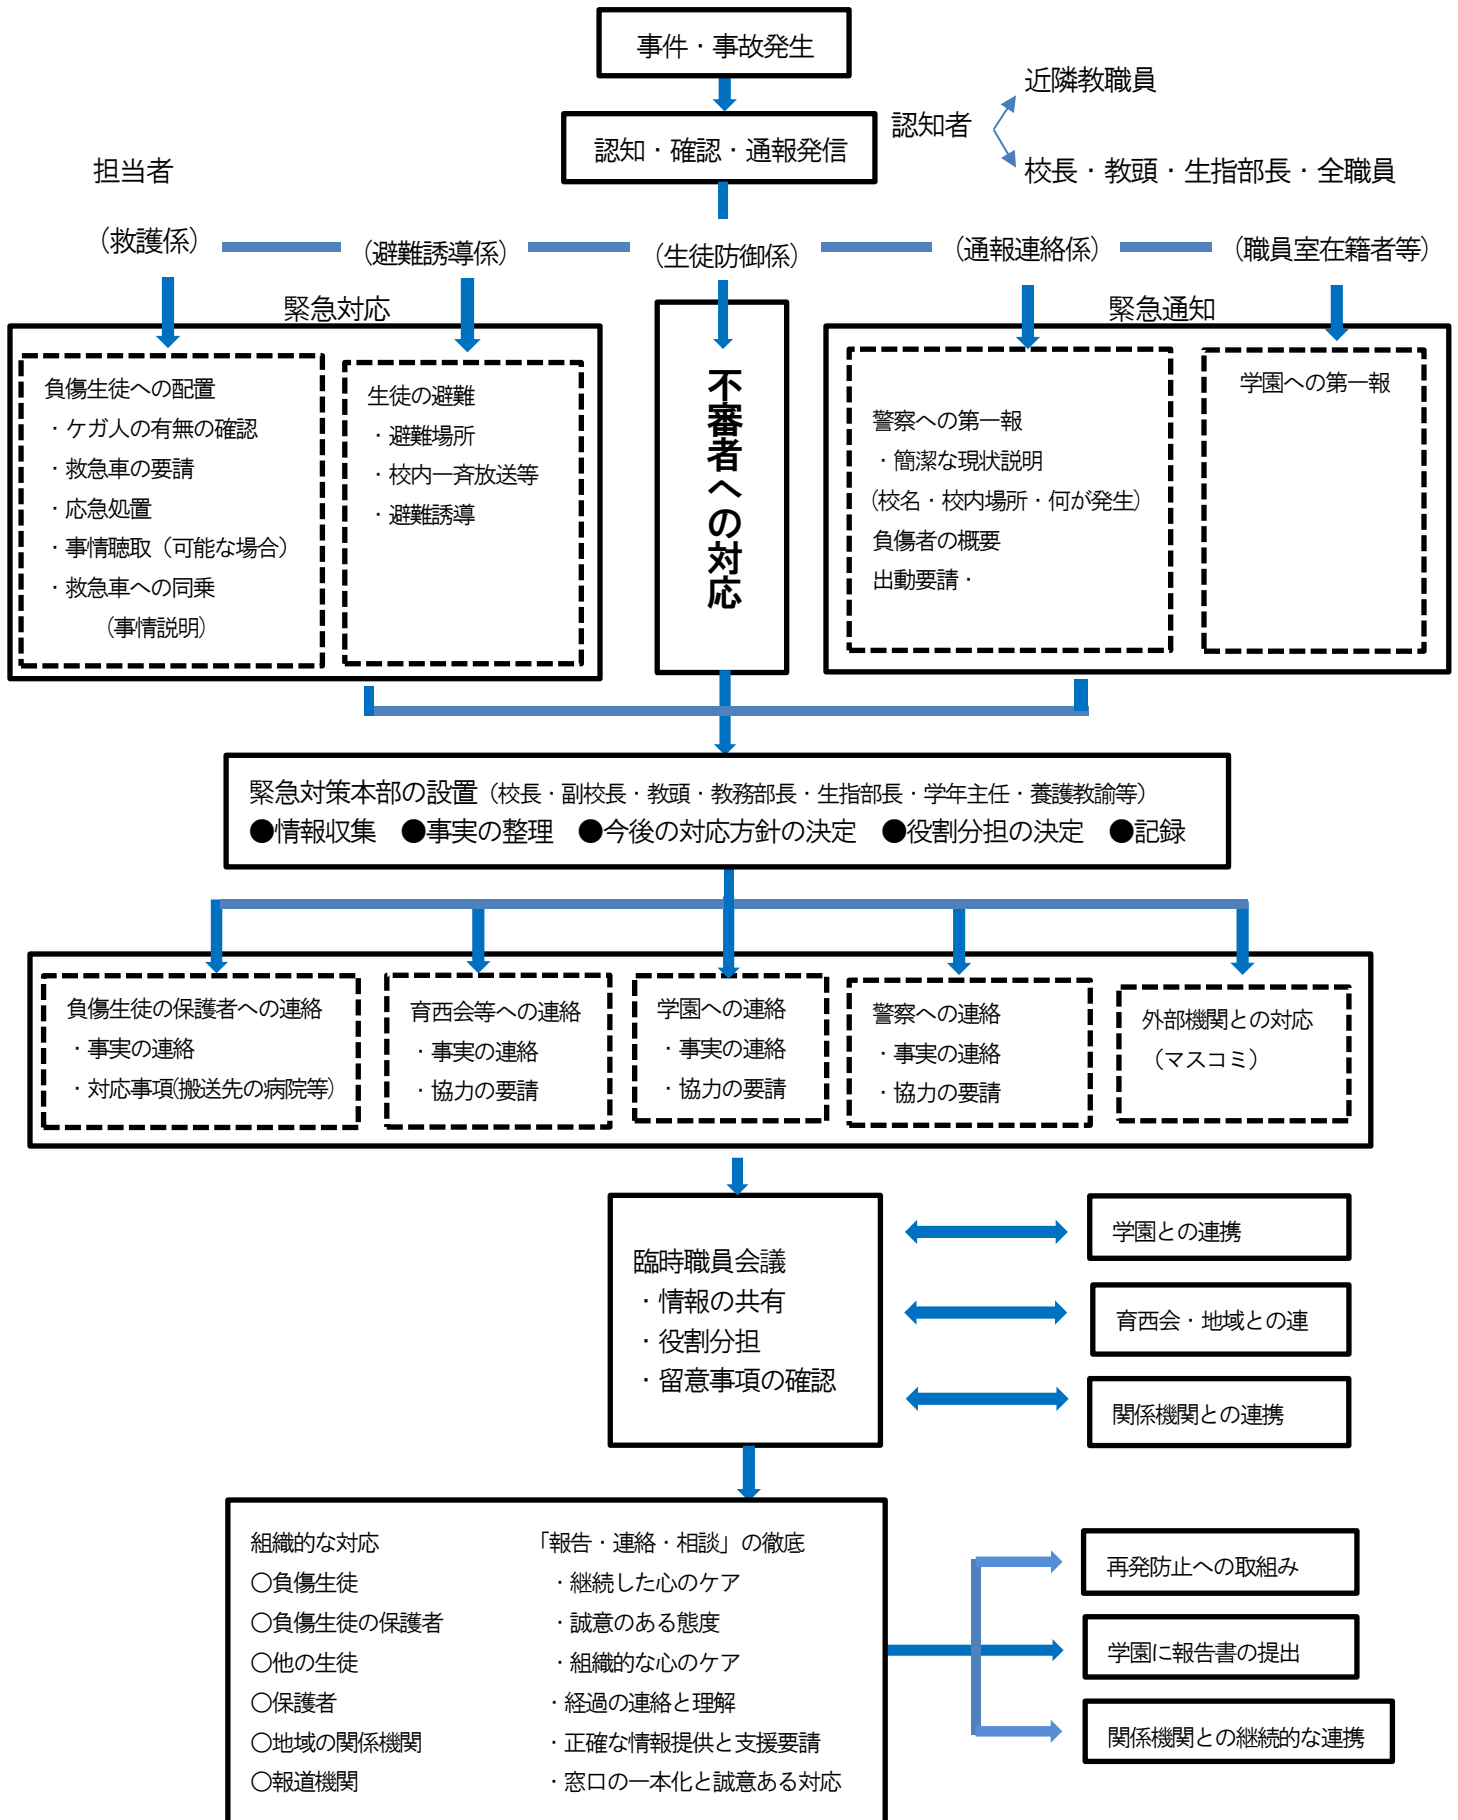 事件・事故発生
認知・確認・通報発信
認知者
近隣教職員
校長・教頭・生指部長・全職員
担当者
（救護係）
（避難誘導係）
（生徒防御係）
（通報連絡係）
（職員室在籍者等）
緊急対応
緊急通知
負傷生徒への配置
・ケガ人の有無の確認
・救急車の要請
・応急処置
・事情聴取（可能な場合）
・救急車への同乗
（事情説明）
生徒の避難
・避難場所
・校内一斉放送等
・避難誘導
不審者への対応
警察への第一報
・簡潔な現状説明
（校名・校内場所・何が発生）
負傷者の概要
出動要請・
学園への第一報
緊急対策本部の設置（校長・副校長・教頭・教務部長・生指部長・学年主任・養護教諭等）
●情報収集　●事実の整理　●今後の対応方針の決定　●役割分担の決定　●記録
負傷生徒の保護者への連絡
・事実の連絡
・対応事項(搬送先の病院等)
育西会等への連絡
・事実の連絡
・協力の要請
学園への連絡
・事実の連絡
・協力の要請
警察への連絡
・事実の連絡
・協力の要請
外部機関との対応
（マスコミ）
臨時職員会議
・情報の共有
・役割分担
・留意事項の確認
学園との連携
育西会・地域との連
関係機関との連携
組織的な対応　「報告・連絡・相談」の徹底
〇負傷生徒　・継続した心のケア
〇負傷生徒の保護者　・誠意のある態度
〇他の生徒　・組織的な心のケア
〇保護者　・経過の連絡と理解
〇地域の関係機関　・正確な情報提供と支援要請
〇報道機関　・窓口の一本化と誠意ある対応
再発防止への取組み
学園に報告書の提出
関係機関との継続的な連携